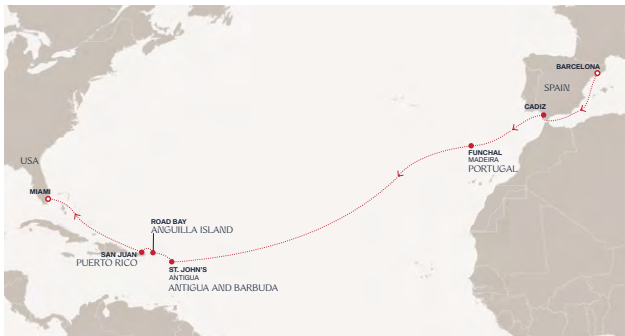 BARCELONA
SPAIN
CADIZ
FUNCHAL
MADEIRA
PORTUGAL
USA
MIAMI
ROAD BAY
ANGUILLA ISLAND
SAN JUAN
PUERTO RICO
ST. JOHN'S
ANTIGUA
ANTIGUA AND BARBUDA